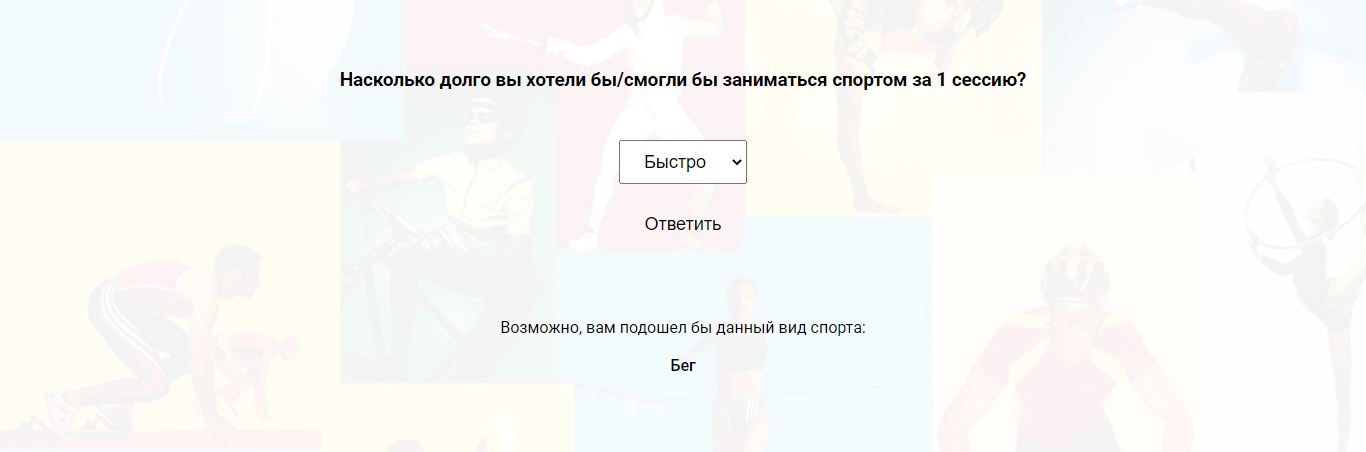 Насколько долго вы хотели бы/смогли бы заниматься спортом за 1 сессию?
Быстро
Ответить
Возможно, вам подошел бы данный вид спорта:
Бег